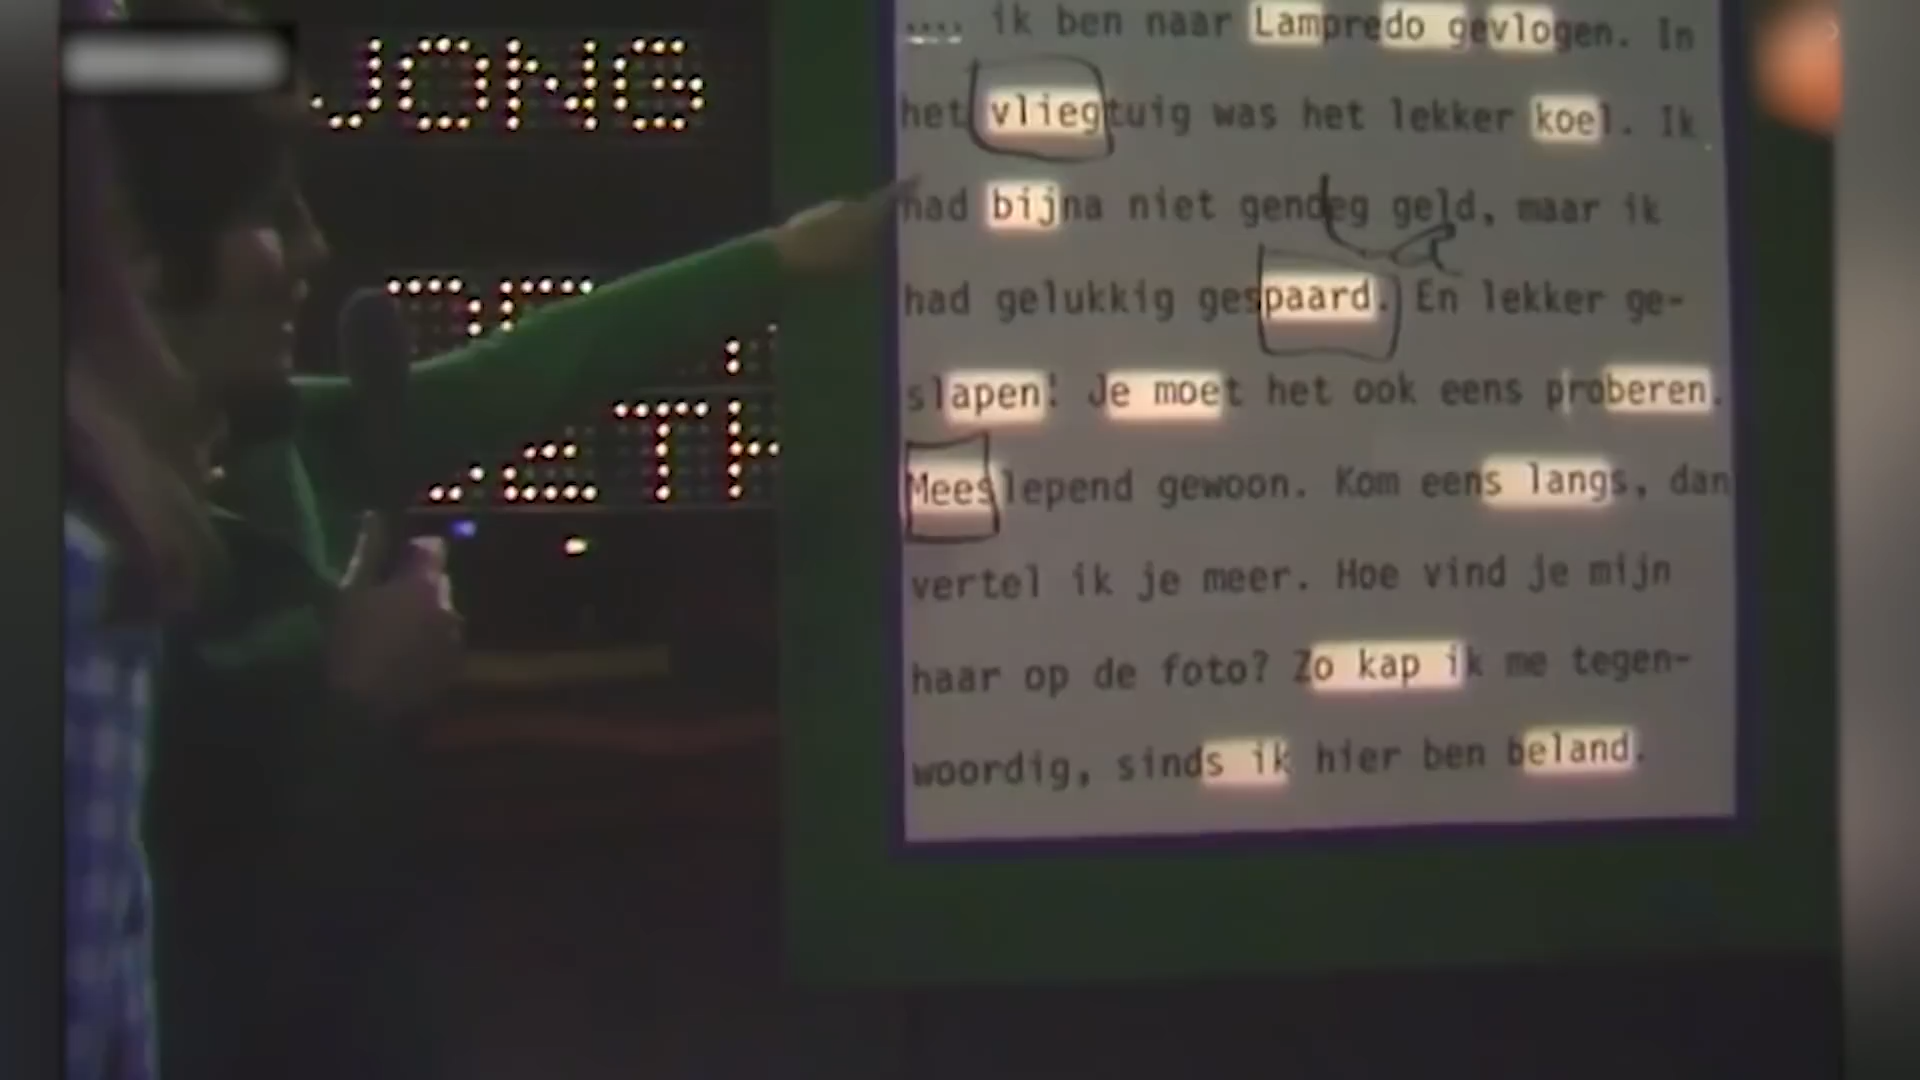 JONG
.... ik ben naar Lampredo gevlogen. In
het vliegtuig was het lekker koel. Ik
had bijna niet genoeg geld, maar ik
had gelukkig gespaard. En lekker ge-
slapen! Je moet het ook eens proberen.
Meeslepend gewoon. Kom eens langs, dan
vertel ik je meer. Hoe vind je mijn
haar op de foto? Zo kap ik me tegen-
woordig, sinds ik hier ben beland.